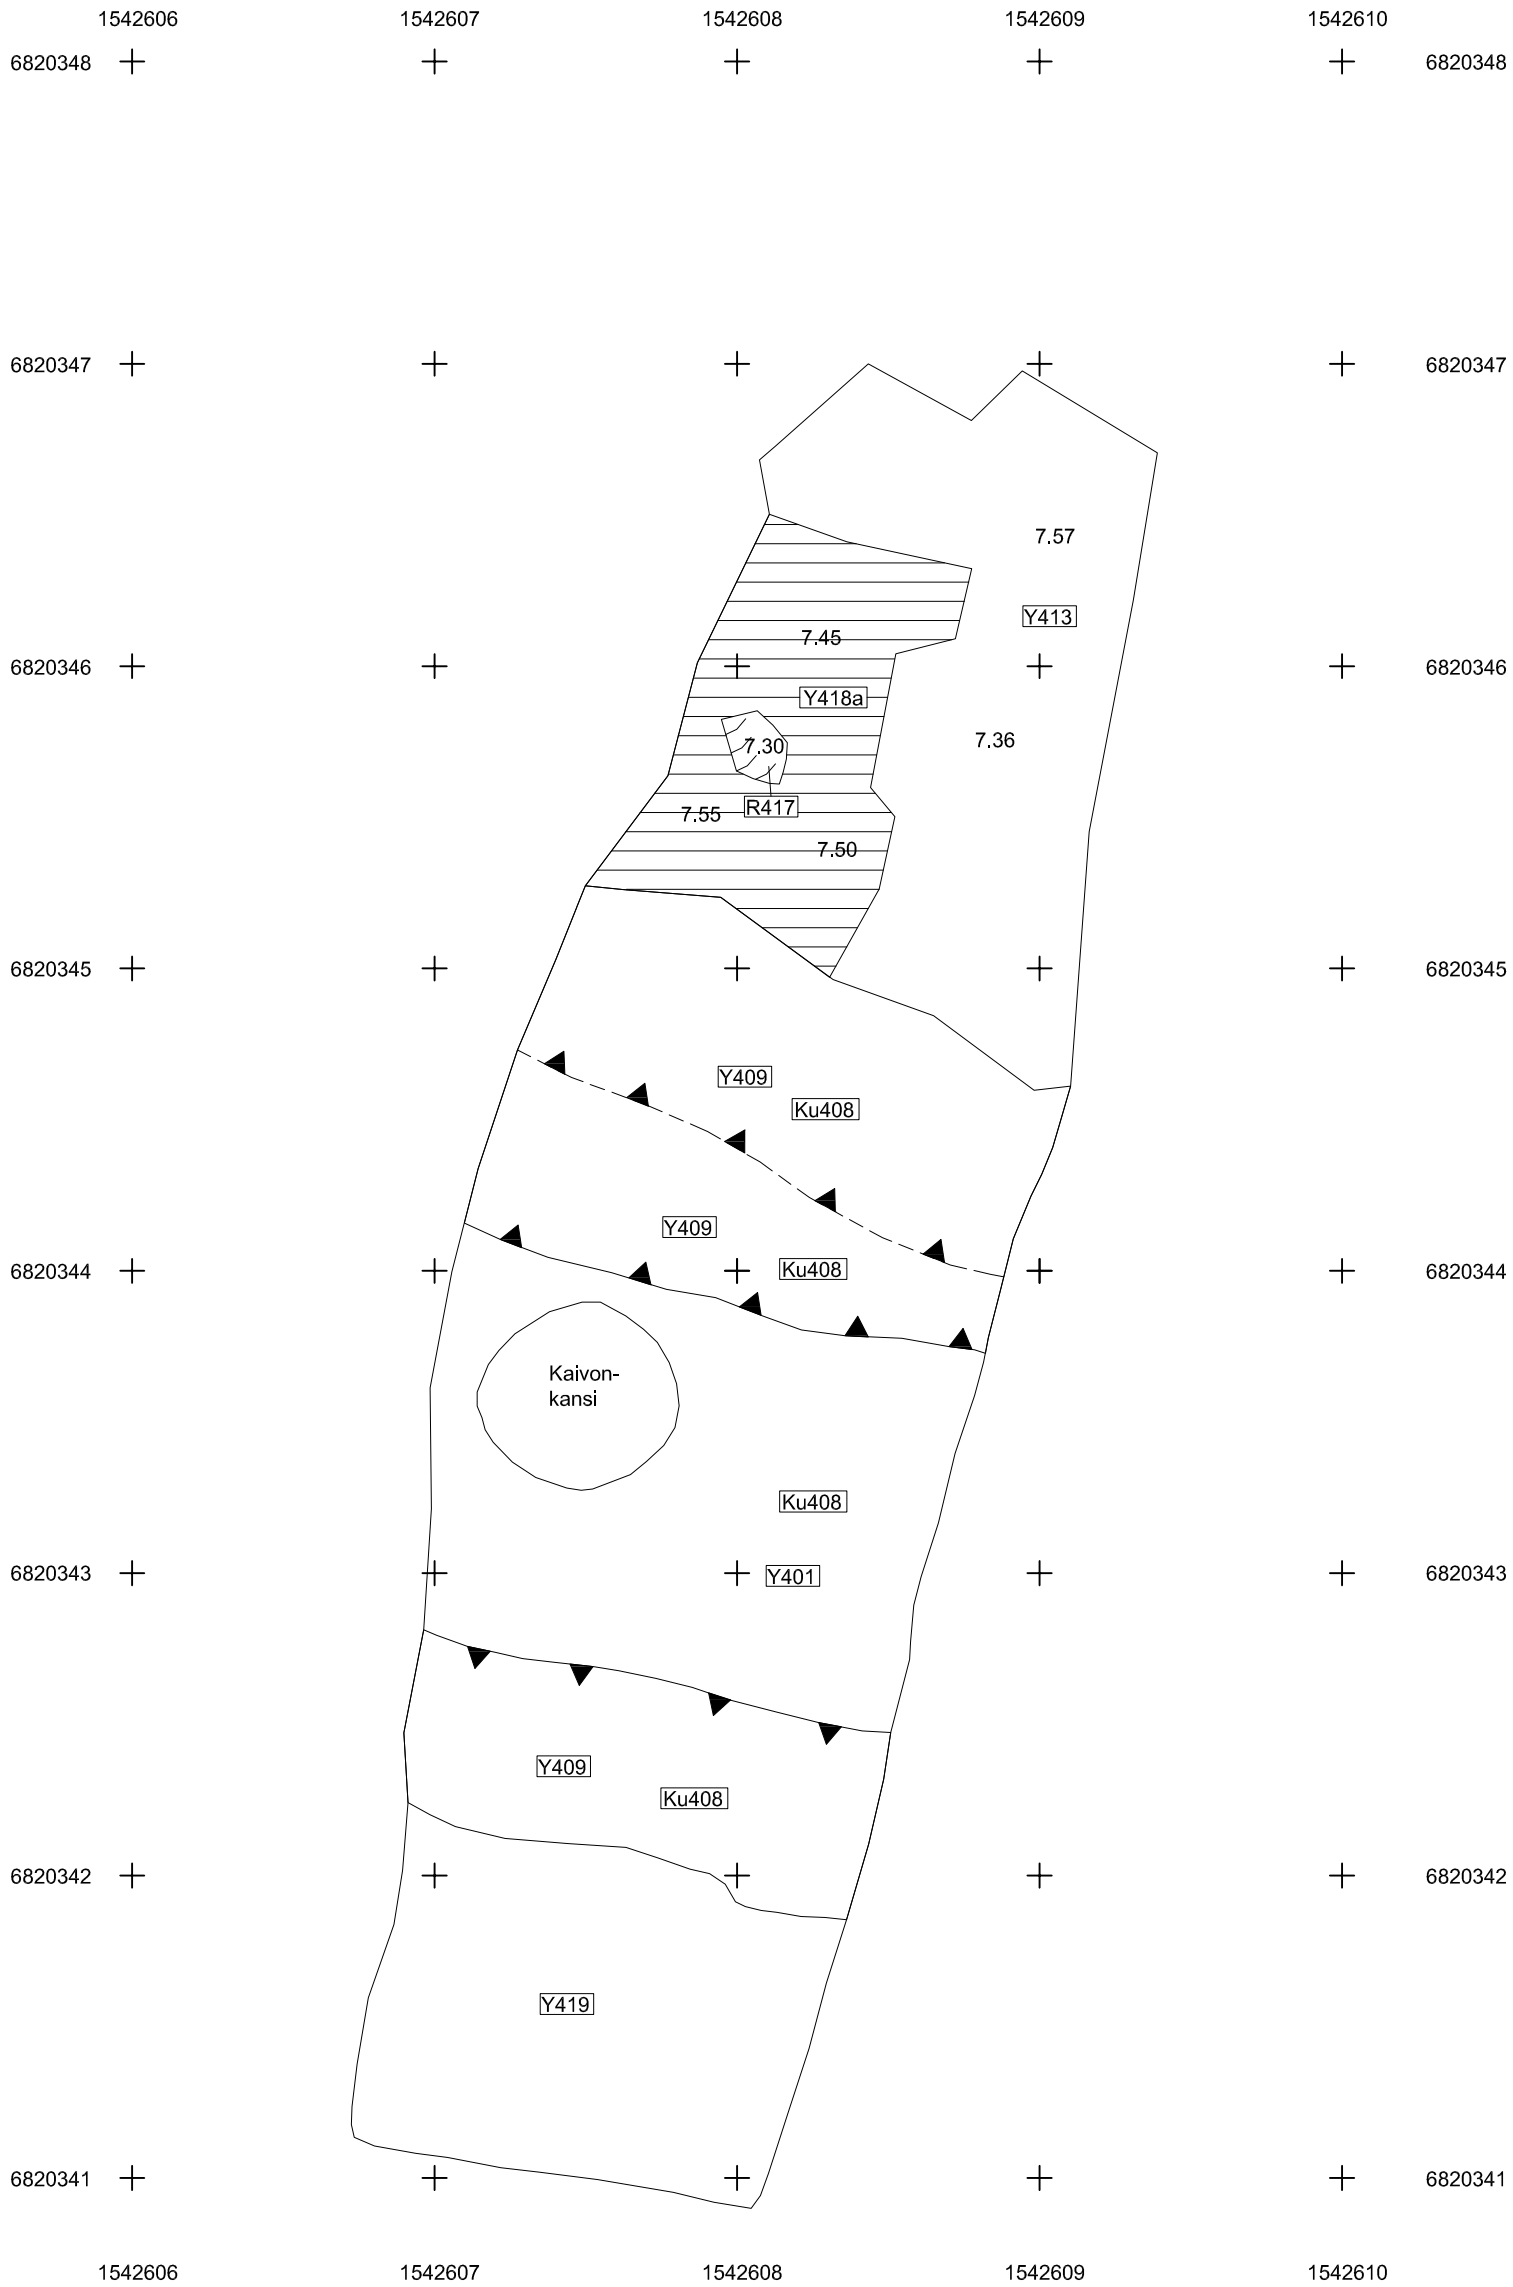 1542606 1542607 1542608 1542609 1542610
6820348 6820348
6820347 6820347
7.57
Y413
7.45
6820346 6820346
Y418a
7.36
7.30
R417
7.55
7.50
6820345 6820345
Y409
Ku408
Y409
Ku408
6820344 6820344
Kaivon-
kansi
Ku408
6820343 6820343
Y401
Y409
Ku408
6820342 6820342
Y419
6820341 6820341
1542606 1542607 1542608 1542609 1542610